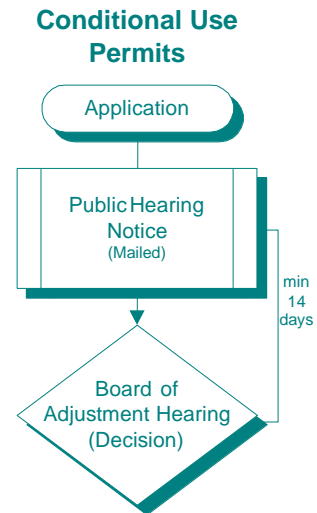 Conditional Use
Permits
Application
Public Hearing
Notice
(Mailed)
min
14
days
Board of
Adjustment Hearing
(Decision)